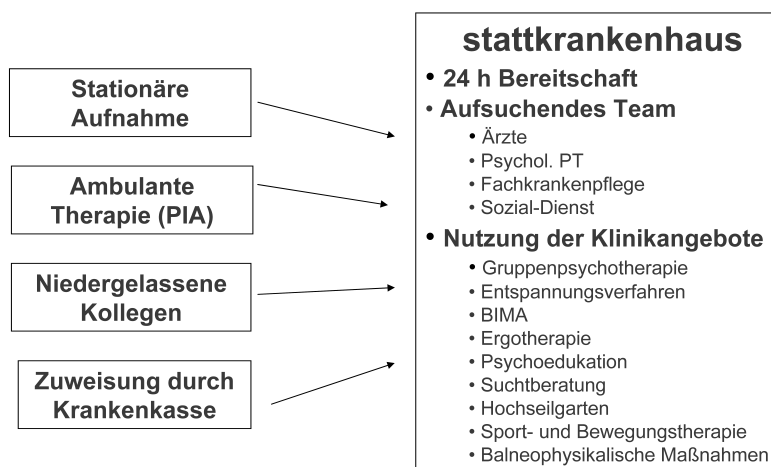 Stationäre
Aufnahme
Ambulante
Therapie (PIA)
Niedergelassene
Kollegen
Zuweisung durch
Krankenkasse
stattkrankenhaus
• 24 h Bereitschaft
• Aufsuchendes Team
• Ärzte
• Psychol. PT
• Fachkrankenpflege
• Sozial-Dienst
• Nutzung der Klinikangebote
• Gruppenpsychotherapie
• Entspannungsverfahren
• BIMA
• Ergotherapie
• Psychoedukation
• Suchtberatung
• Hochseilgarten
• Sport- und Bewegungstherapie
• Balneophysikalische Maßnahmen